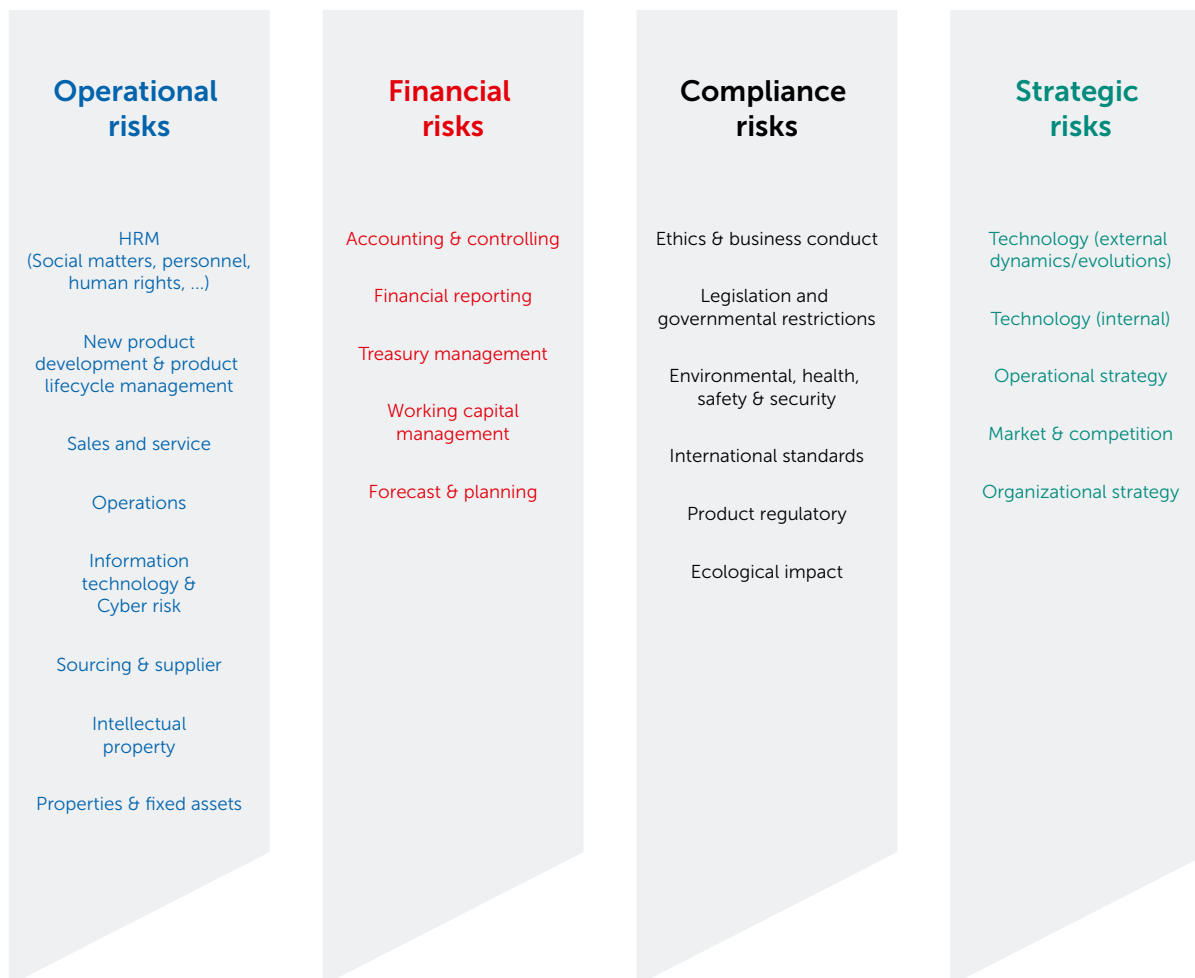 Operational
risks
HRM
(Social matters, personnel,
human rights, ...)
New product
development & product
lifecycle management
Sales and service
Operations
Information
technology &
Cyber risk
Sourcing & supplier
Intellectual
property
Properties & fixed assets
Financial
risks
Accounting & controlling
Financial reporting
Treasury management
Working capital
management
Forecast & planning
Compliance
risks
Ethics & business conduct
Legislation and
governmental restrictions
Environmental, health,
safety & security
International standards
Product regulatory
Ecological impact
Strategic
risks
Technology (external
dynamics/evolutions)
Technology (internal)
Operational strategy
Market & competition
Organizational strategy